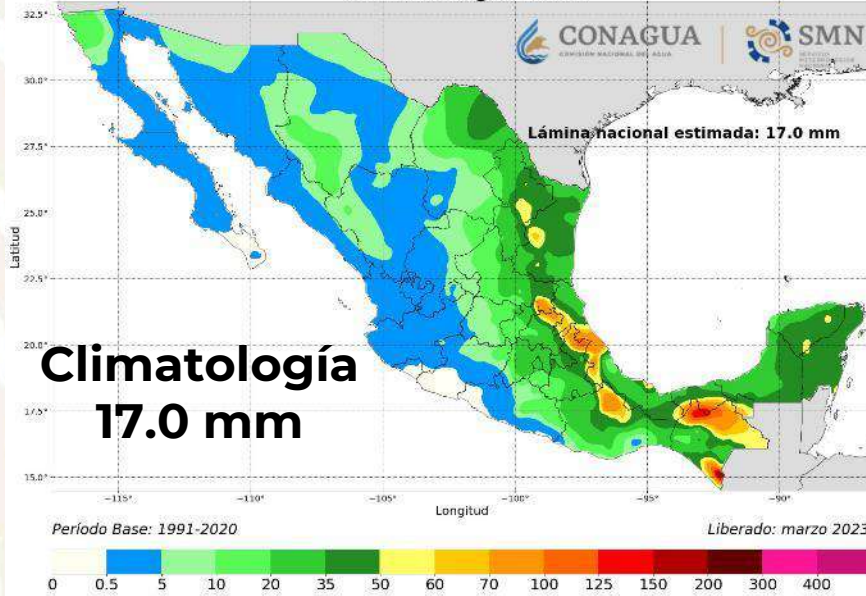 CONAGUA
COMISIÓN NACIONAL DEL AGUA
SMN
Lámina nacional estimada: 17.0 mm
32.5°
30.0°
27.5°
25.0°
22.5°
20.0°
17.5°
15.0°
Latitud
Climatología
17.0 mm
−115° −110° −105° −100° −95° −90°
Longitud
Período Base: 1991-2020
Liberado: marzo 2023
0 0.5 5 10 20 35 50 60 70 100 125 150 200 300 400